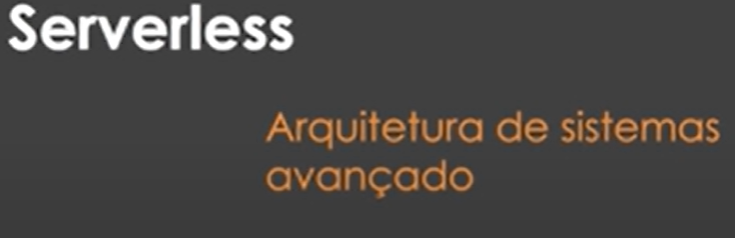 Serverless
Arquitetura de sistemas
avançado